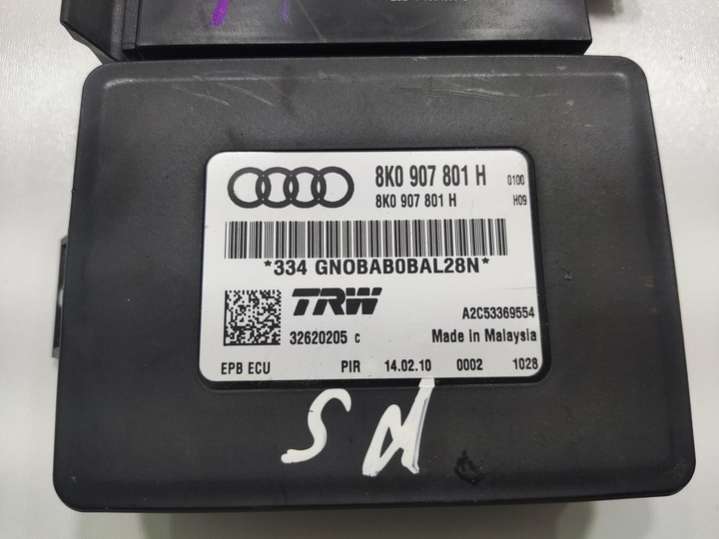 8K0 907 801 H 0100
8K0 907 801 H H09
*334 GNOBAB0BAL28N*
TRW
A2C53369554
32620205 c Made in Malaysia
EPB ECU PIR 14.02.10 0002 1028